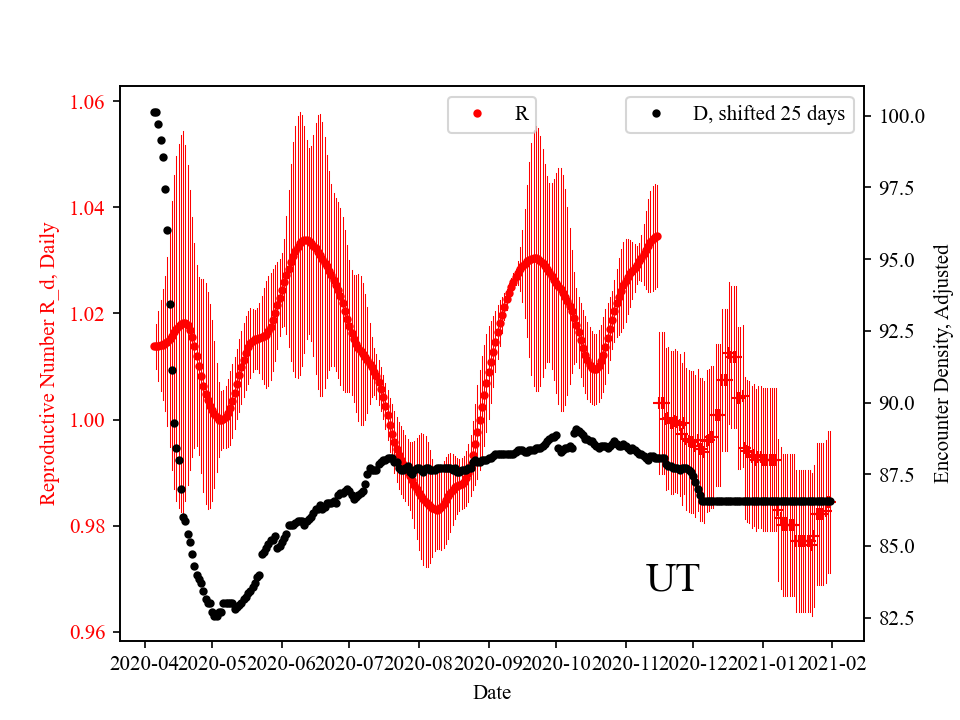 R
D, shifted 25 days
1.06
1.04
1.02
1.00
0.98
0.96
Reproductive Number R_d, Daily
100.0
97.5
95.0
92.5
90.0
87.5
85.0
82.5
Encounter Density, Adjusted
UT
2020-04 2020-05 2020-06 2020-07 2020-08 2020-09 2020-10 2020-11 2020-12 2021-01 2021-02
Date